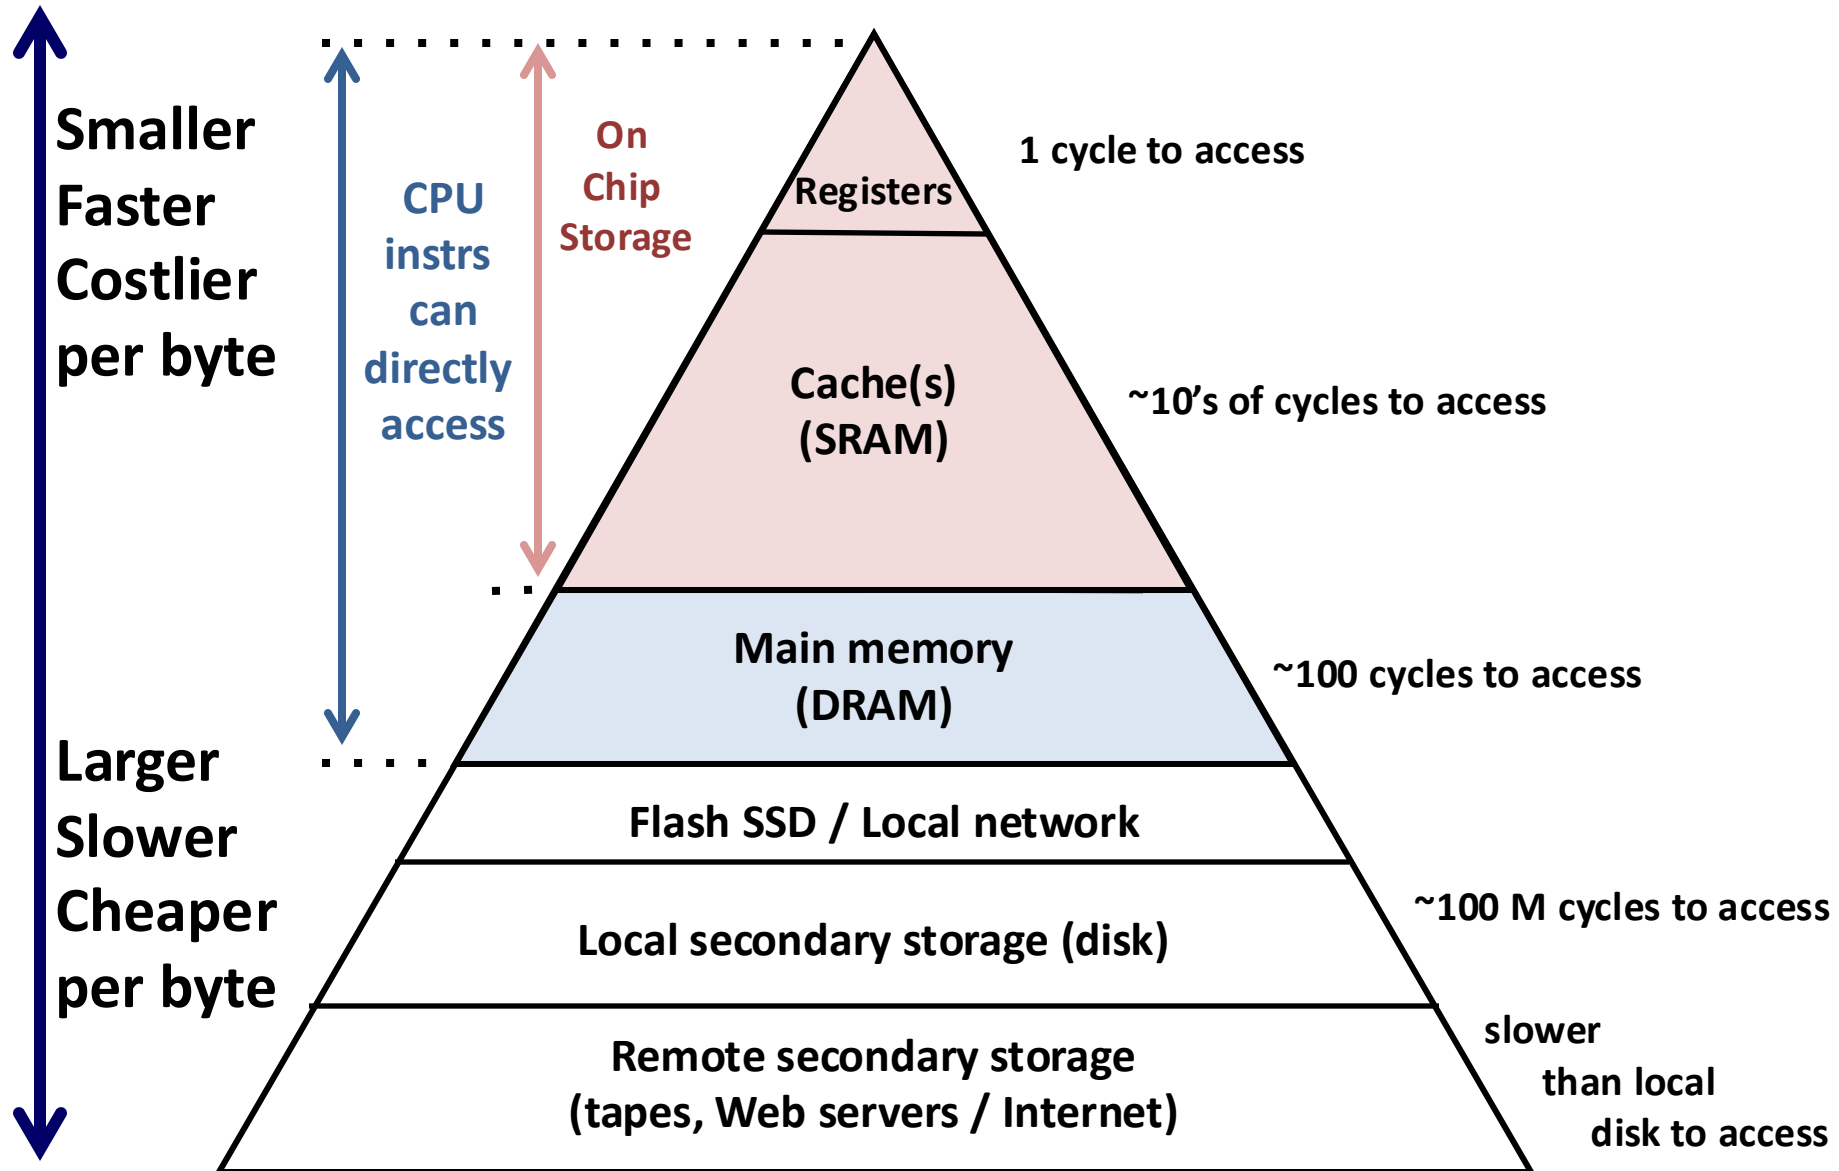 Smaller
Faster
Costlier
per byte
Larger
Slower
Cheaper
per byte
CPU
instrs
can
directly
access
On
Chip
Storage
Registers
1 cycle to access
Cache(s)
(SRAM)
~10’s of cycles to access
Main memory
(DRAM)
~100 cycles to access
Flash SSD / Local network
Local secondary storage (disk)
~100 M cycles to access
Remote secondary storage
(tapes, Web servers / Internet)
slower
than local
disk to access